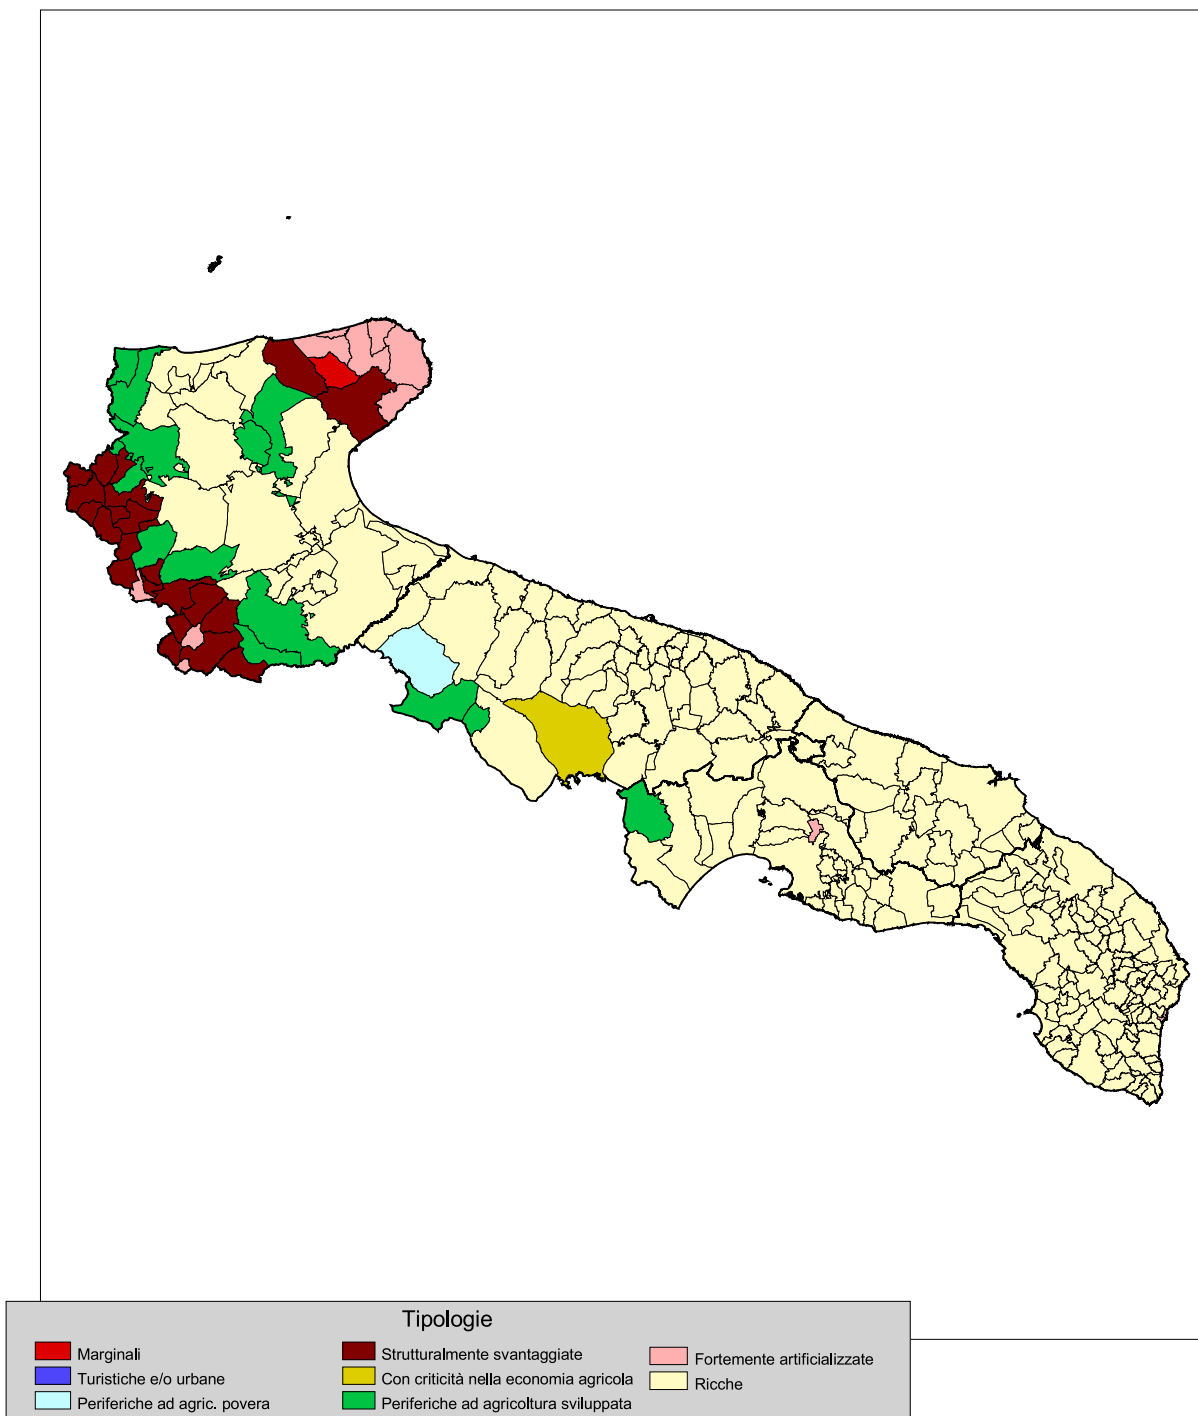 Tipologie
Marginali
Turistiche e/o urbane
Periferiche ad agric. povera
Strutturalmente svantaggiate
Con criticità nella economia agricola
Periferiche ad agricoltura sviluppata
Fortemente artificializzate
Ricche